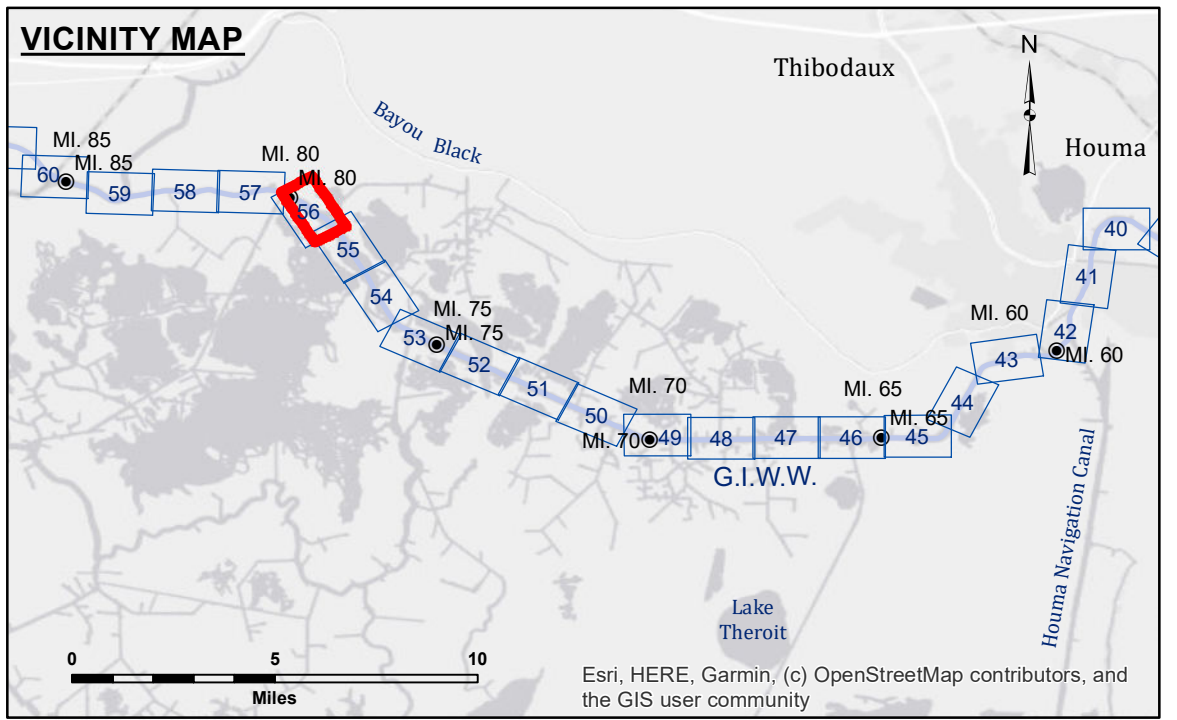 VICINITY MAP
N
Thibodaux
Houma
Bayou Black
MI. 85
MI. 85
60
59
58
57
MI. 80
MI. 80
56
55
54
MI. 75
MI. 75
53
52
51
50
MI. 70
MI. 70
49
48
47
46
MI. 65
MI. 65
45
44
43
MI. 60
MI. 60
42
41
40
G.I.W.W.
Houma Navigation Canal
Lake
Theroit
0 5 10
Miles
Esri, HERE, Garmin, (c) OpenStreetMap contributors, and
the GIS user community